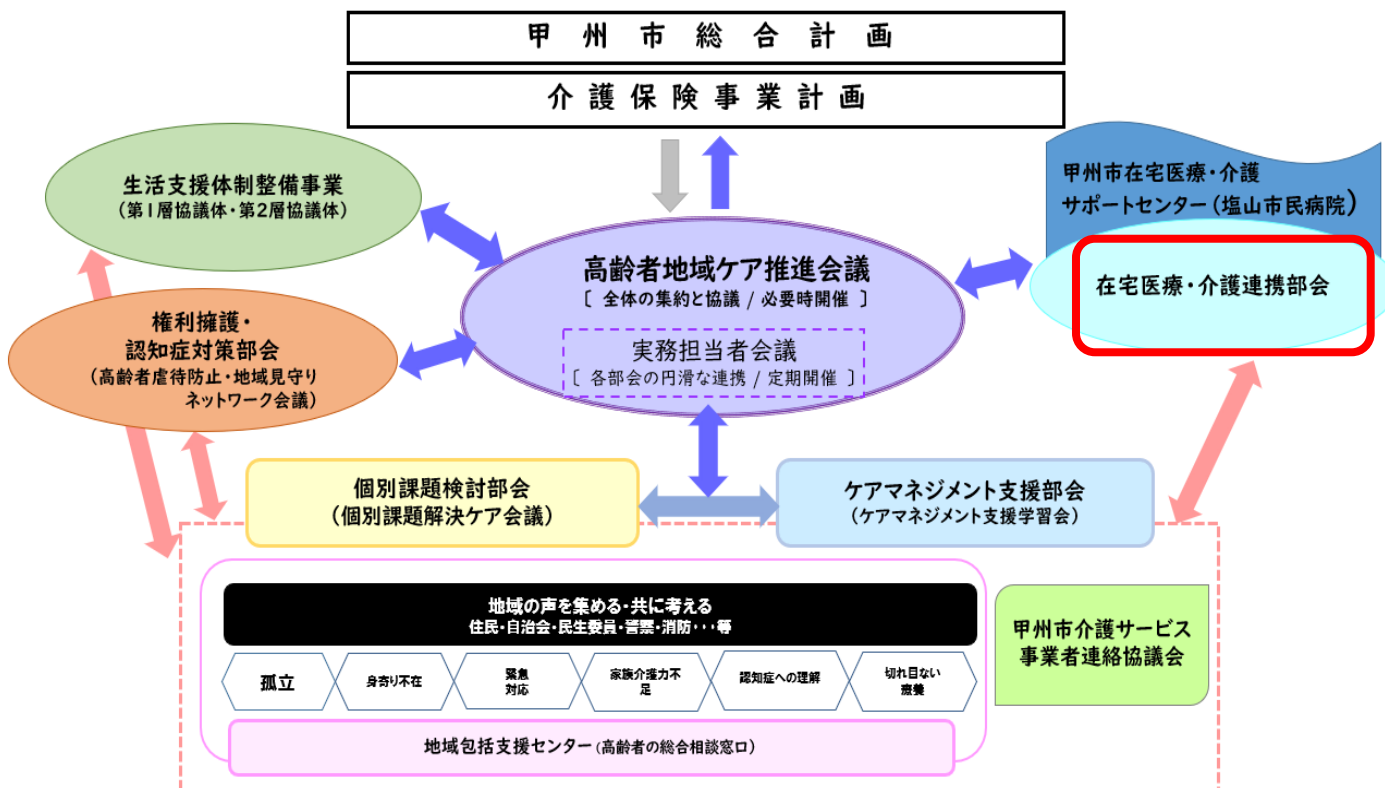 甲州市総合計画
介護保険事業計画
生活支援体制整備事業
(第1層協議体・第2層協議体)
甲州市在宅医療・介護
サポートセンター(塩山市民病院)
高齢者地域ケア推進会議
〔 全体の集約と協議 / 必要時開催 〕
在宅医療・介護連携部会
権利擁護・
認知症対策部会
(高齢者虐待防止・地域見守り
ネットワーク会議)
実務担当者会議
〔 各部会の円滑な連携 / 定期開催 〕
個別課題検討部会
(個別課題解決ケア会議)
ケアマネジメント支援部会
(ケアマネジメント支援学習会)
地域の声を集める・共に考える
住民・自治会・民生委員・警察・消防・・・等
孤立
身寄り不在
緊急
対応
家族介護力不
足
認知症への理解
切れ目ない
療養
甲州市介護サービス
事業者連絡協議会
地域包括支援センター(高齢者の総合相談窓口)